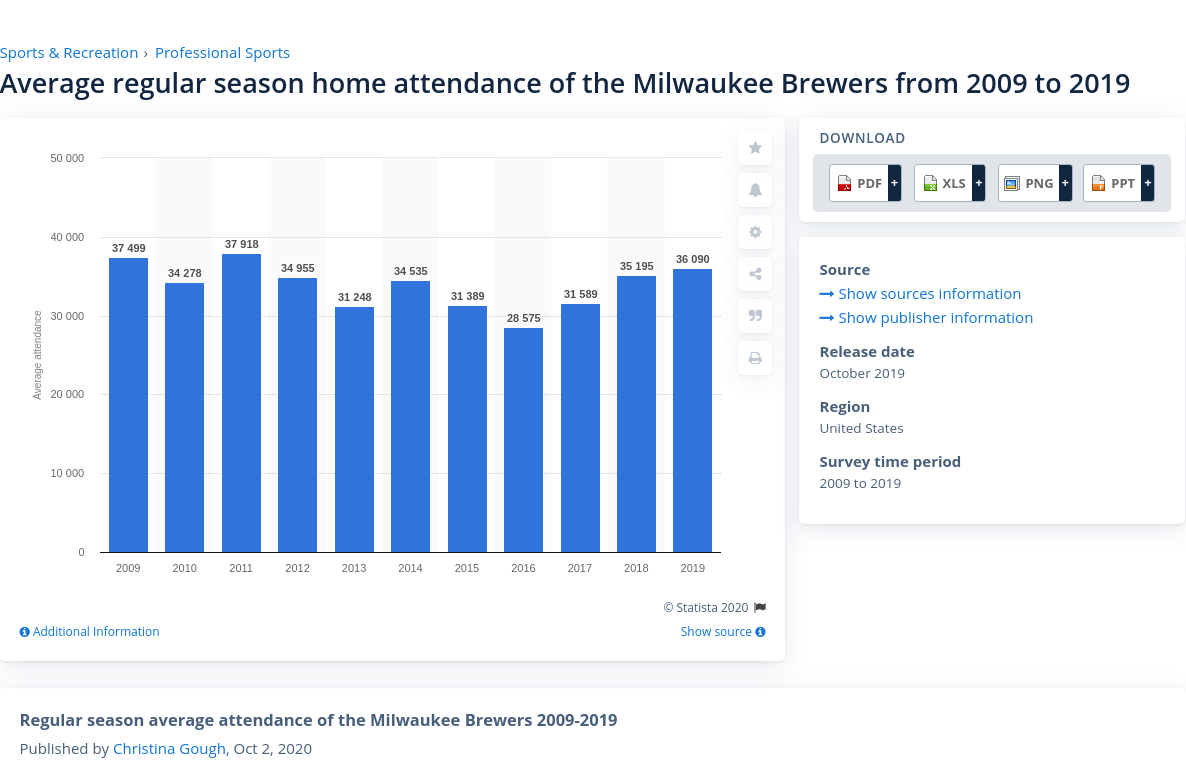 Sports & Recreation › Professional Sports
Average regular season home attendance of the Milwaukee Brewers from 2009 to 2019
50 000
40 000
30 000
20 000
10 000
0
Average attendance
37 499
34 278
37 918
34 955
31 248
34 535
31 389
28 575
31 589
35 195
36 090
2009 2010 2011 2012 2013 2014 2015 2016 2017 2018 2019
© Statista 2020
Additional Information
Show source
DOWNLOAD
PDF + XLS + PNG + PPT +
Source
Show sources information
Show publisher information
Release date
October 2019
Region
United States
Survey time period
2009 to 2019
Regular season average attendance of the Milwaukee Brewers 2009-2019
Published by Christina Gough, Oct 2, 2020